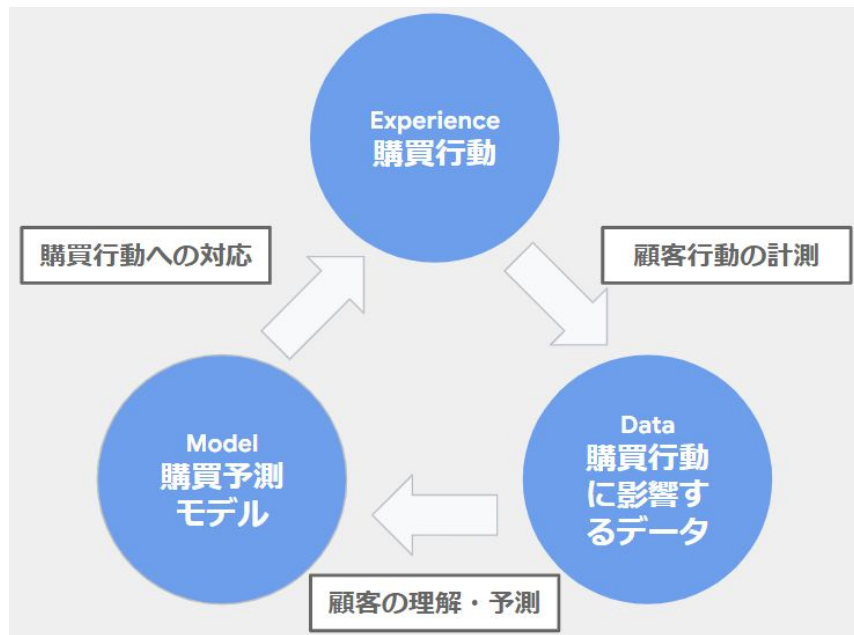 Experience
購買行動
購買行動への対応
顧客行動の計測
Model
購買予測
モデル
Data
購買行動
に影響す
るデータ
顧客の理解・予測